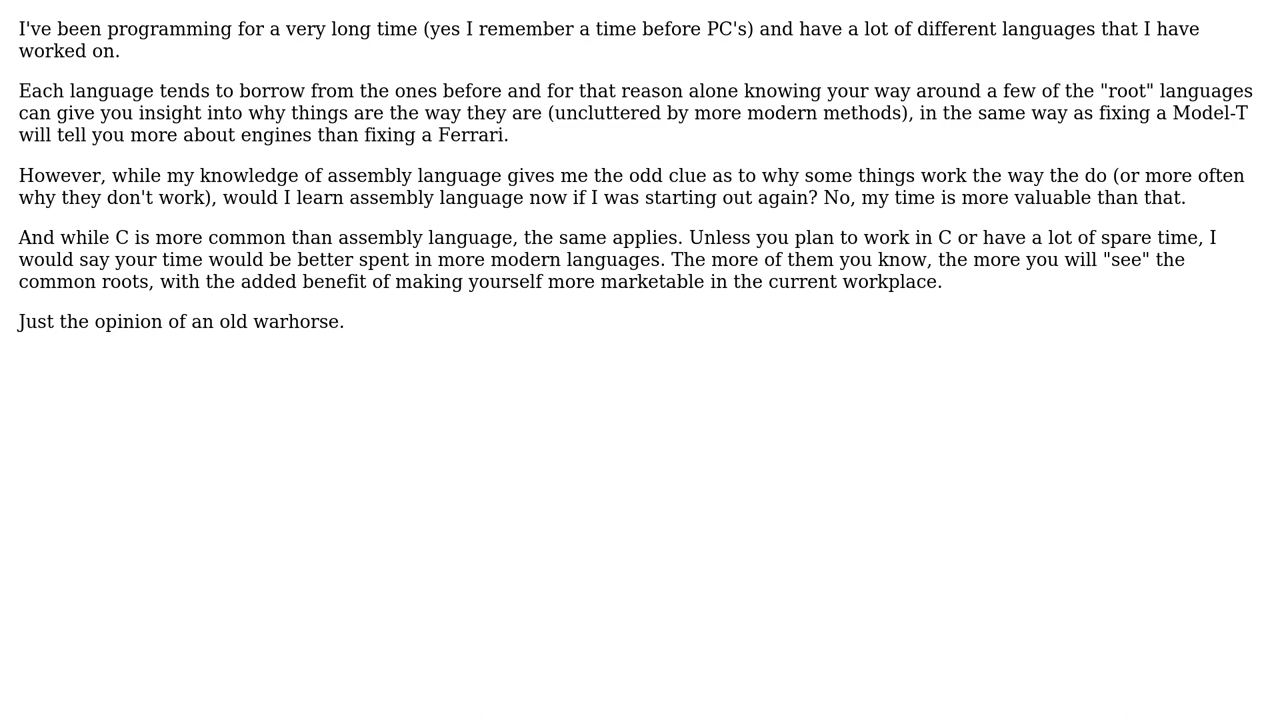 I've been programming for a very long time (yes I remember a time before PC's) and have a lot of different languages that I have
worked on.
Each language tends to borrow from the ones before and for that reason alone knowing your way around a few of the "root" languages
can give you insight into why things are the way they are (uncluttered by more modern methods), in the same way as fixing a Model-T
will tell you more about engines than fixing a Ferrari.
However, while my knowledge of assembly language gives me the odd clue as to why some things work the way the do (or more often
why they don't work), would I learn assembly language now if I was starting out again? No, my time is more valuable than that.
And while C is more common than assembly language, the same applies. Unless you plan to work in C or have a lot of spare time, I
would say your time would be better spent in more modern languages. The more of them you know, the more you will "see" the
common roots, with the added benefit of making yourself more marketable in the current workplace.
Just the opinion of an old warhorse.